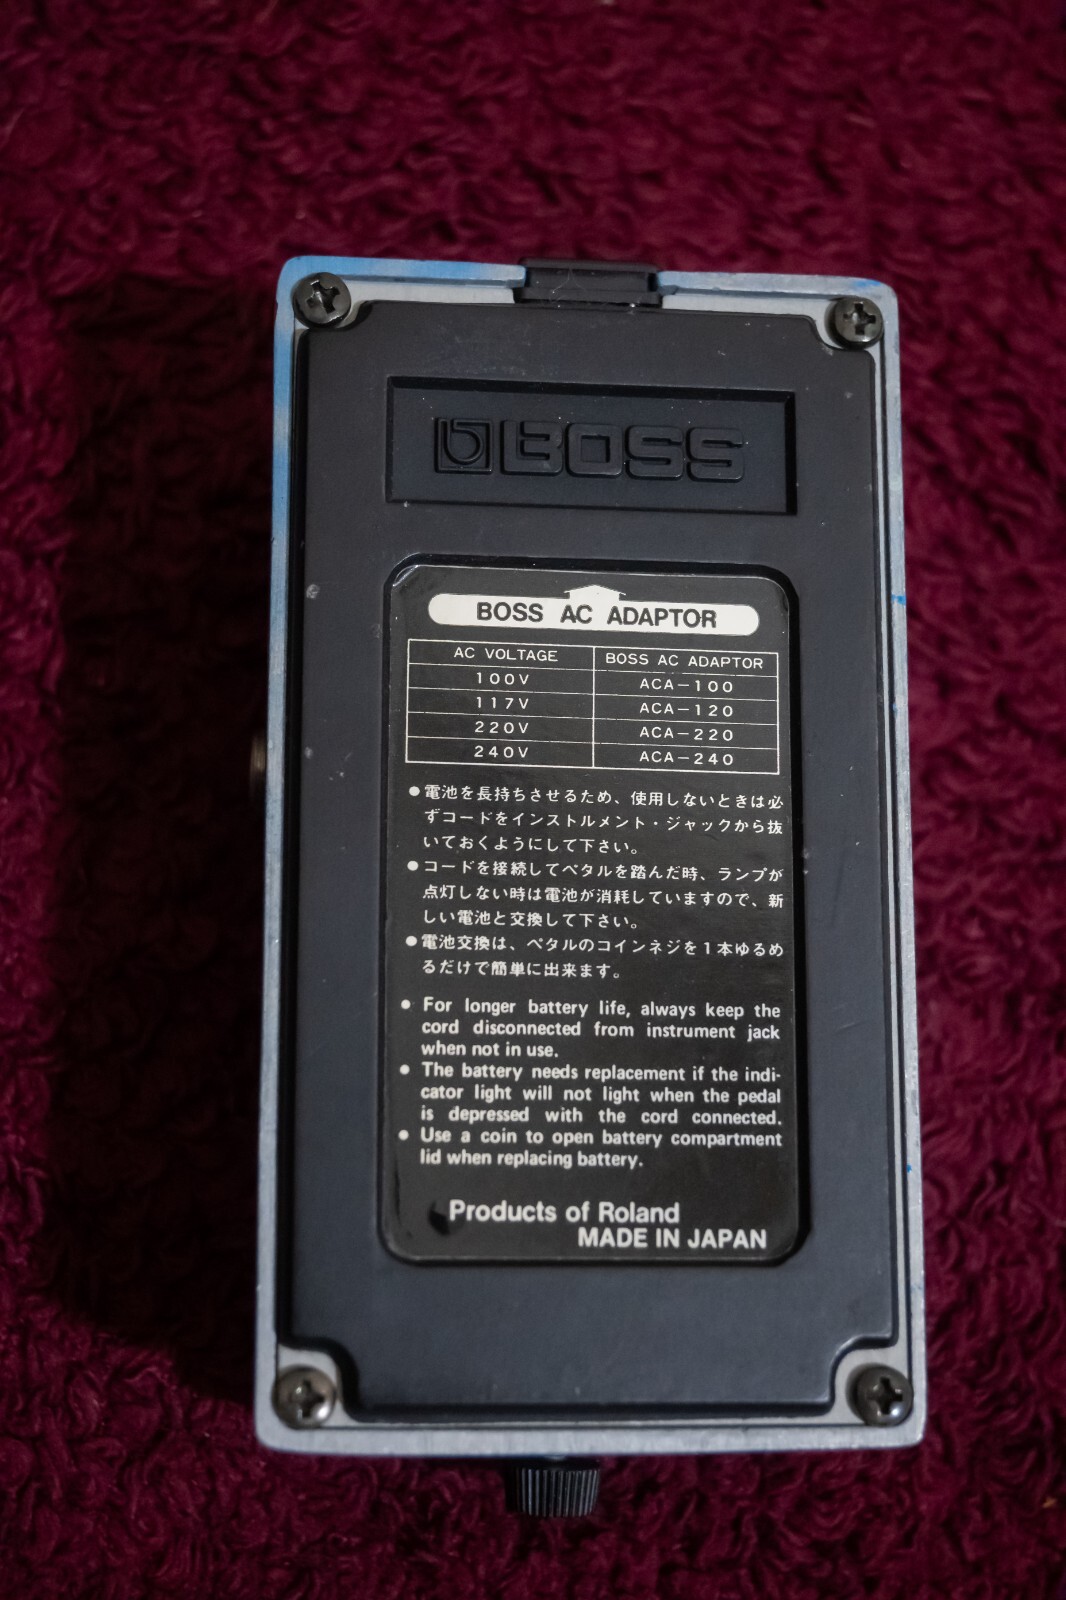 BOSS
BOSS AC ADAPTOR
AC VOLTAGE BOSS AC ADAPTOR
100V ACA-100
117V ACA-120
220V ACA-220
240V ACA-240
●電池を長持ちさせるため、使用しないときは必
ずコードをインストルメント・ジャックから抜
いておくようにして下さい。
●コードを接続してペタルを踏んだ時、ランプが
点灯しない時は電池が消耗していますので、新
しい電池と交換して下さい。
●電池交換は、ペタルのコインネジを1本ゆるめ
るだけで簡単に出来ます。
● For longer battery life, always keep the
cord disconnected from instrument jack
when not in use.
● The battery needs replacement if the indi-
cator light will not light when the pedal
is depressed with the cord connected.
● Use a coin to open battery compartment
lid when replacing battery.
Products of Roland
MADE IN JAPAN